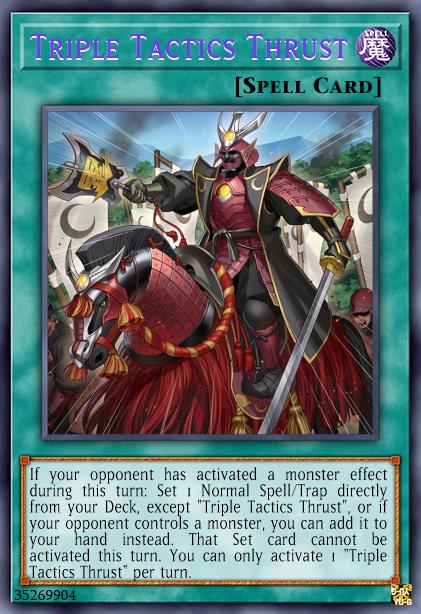 Triple Tactics Thrust
SPELL
魔
[Spell Card]
If your opponent has activated a monster effect
during this turn: Set 1 Normal Spell/Trap directly
from your Deck, except "Triple Tactics Thrust", or if
your opponent controls a monster, you can add it to
your hand instead. That Set card cannot be
activated this turn. You can only activate 1 "Triple
Tactics Thrust" per turn.
35269904